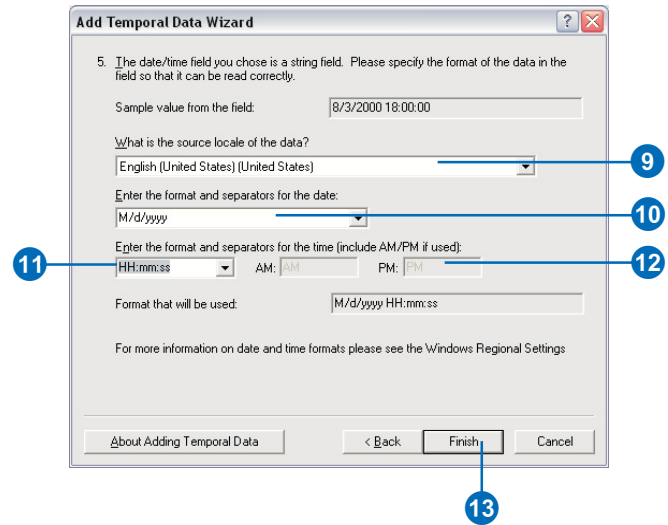 Add Temporal Data Wizard
5. The date/time field you chose is a string field. Please specify the format of the data in the
field so that it can be read correctly.
Sample value from the field: 8/3/2000 18:00:00
What is the source locale of the data?
English (United States) (United States)
9
Enter the format and separators for the date:
M/d/yyyy
10
Enter the format and separators for the time (include AM/PM if used):
11
HH:mm:ss AM: AM PM: PM
12
Format that will be used: M/d/yyyy HH:mm:ss
For more information on date and time formats please see the Windows Regional Settings
About Adding Temporal Data < Back Finish Cancel
13